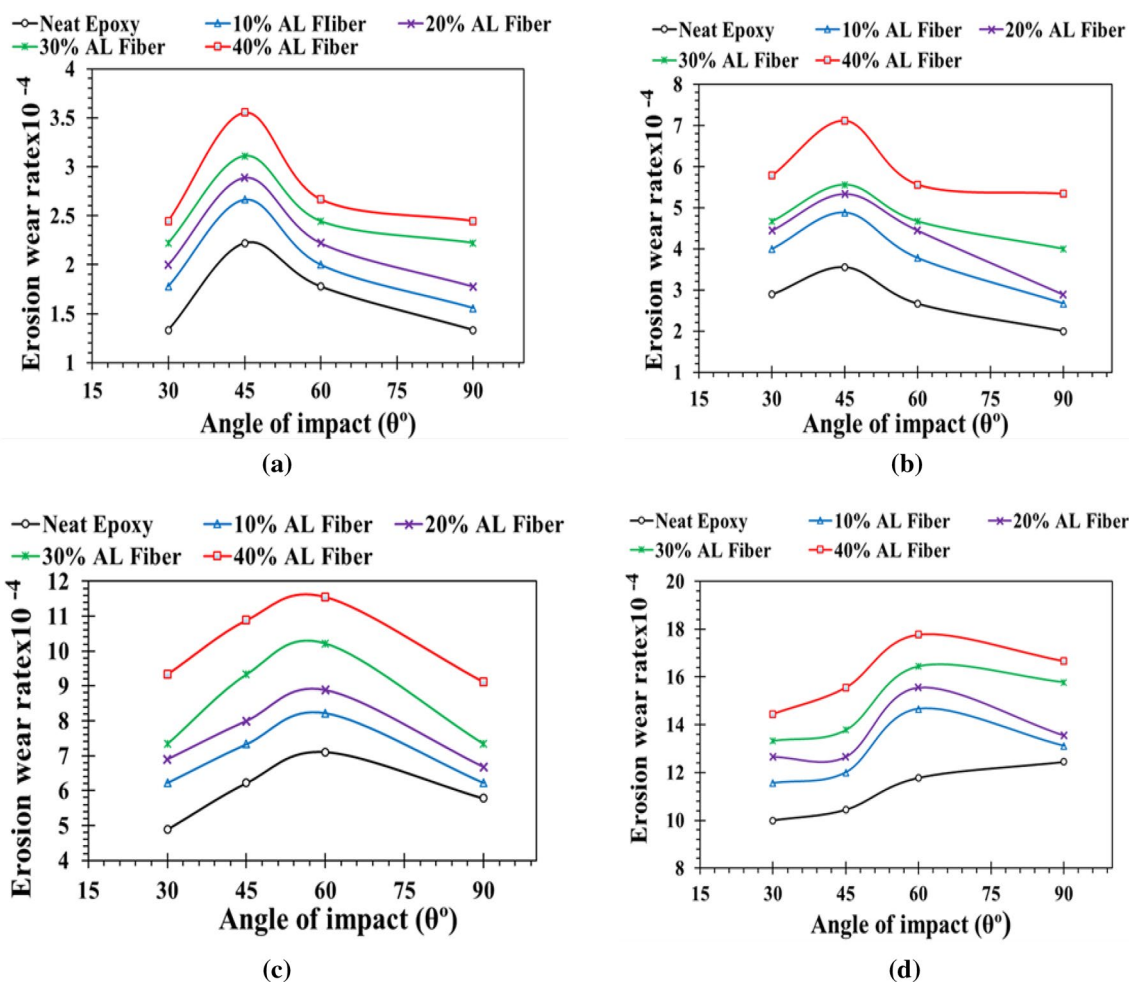 Neat Epoxy 10% AL FIiber 20% AL Fiber
30% AL Fiber 40% AL Fiber
4
3.5
3
2.5
2
1.5
1
Erosion wear ratex10 -4
15 30 45 60 75 90
Angle of impact (θº)
(a)
Neat Epoxy 10% AL Fiber 20% AL Fiber
30% AL Fiber 40% AL Fiber
8
7
6
5
4
3
2
1
Erosion wear ratex10 -4
15 30 45 60 75 90
Angle of impact (θº)
(b)
Neat Epoxy 10% AL Fiber 20% AL Fiber
30% AL Fiber 40% AL Fiber
12
11
10
9
8
7
6
5
4
Erosion wear ratex10 -4
15 30 45 60 75 90
Angle of impact (θº)
(c)
Neat Epoxy 10% AL Fiber 20% AL Fiber
30% AL Fiber 40% AL Fiber
20
18
16
14
12
10
8
Erosion wear ratex10 -4
15 30 45 60 75 90
Angle of impact (θº)
(d)